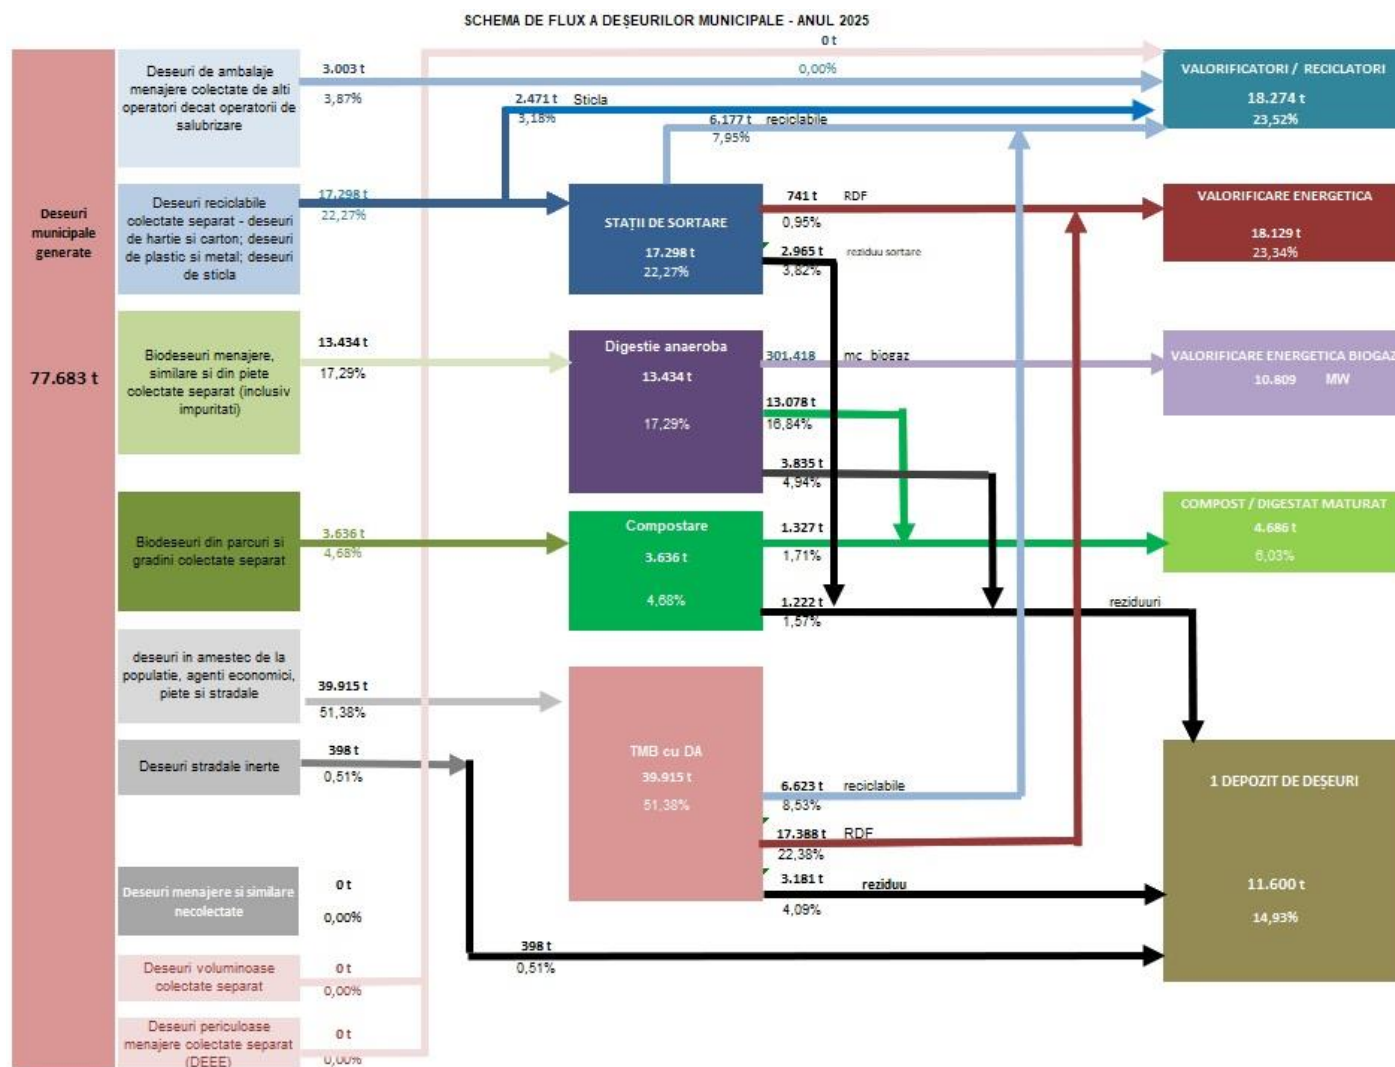 SCHEMA DE FLUX A DEȘEURILOR MUNICIPALE - ANUL 2025
Deseuri
municipale
generate
77.683 t
Deseuri de ambalaje
menajere colectate de alti
operatori decat operatorii de
salubrizare
3.003 t
3,87%
0 t
0,00%
2.471 t Sticla
3,18%
6.177 t reciclabile
7,95%
VALORIFICATORI / RECICLATORI
18.274 t
23,52%
Deseuri reciclabile
colectate separat - deseuri
de hartie si carton; deseuri
de plastic si metal; deseuri
de sticla
17.298 t
22,27%
STAȚII DE SORTARE
17.298 t
22,27%
741 t RDF
0,95%
2.965 t reziduu sortare
3,82%
VALORIFICARE ENERGETICA
18.129 t
23,34%
Biodeseuri menajere,
similare si din piete
colectate separat (inclusiv
impuritati)
13.434 t
17,29%
Digestie anaeroba
13.434 t
17,29%
301.418 mc biogaz
13.078 t
16,84%
3.835 t
4,94%
VALORIFICARE ENERGETICA BIOGAZ
10.809 MW
Biodeseuri din parcuri si
gradini colectate separat
3.636 t
4,68%
Compostare
3.636 t
4,68%
1.327 t
1,71%
1.222 t
1,57%
reziduuri
COMPOST / DIGESTAT MATURAT
4.686 t
6,03%
deseuri in amestec de la
populatie, agenti economici,
piete si stradale
39.915 t
51,38%
TMB cu DA
39.915 t
51,38%
6.623 t reciclabile
8,53%
17.388 t RDF
22,38%
3.181 t reziduu
4,09%
1 DEPOZIT DE DEȘEURI
11.600 t
14,93%
Deseuri stradale inerte
398 t
0,51%
398 t
0,51%
Deseuri menajere si similare
necolectate
0 t
0,00%
Deseuri voluminoase
colectate separat
0 t
0,00%
Deseuri periculoase
menajere colectate separat
(DEEE)
0 t
0,00%